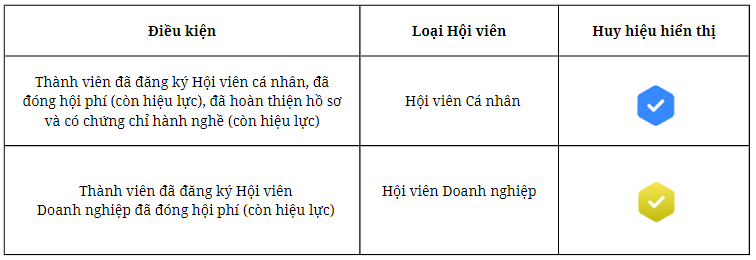 Điều kiện
Loại Hội viên
Huy hiệu hiển thị
Thành viên đã đăng ký Hội viên cá nhân, đã
đóng hội phí (còn hiệu lực), đã hoàn thiện hồ sơ
và có chứng chỉ hành nghề (còn hiệu lực)
Hội viên Cá nhân
Thành viên đã đăng ký Hội viên
Doanh nghiệp đã đóng hội phí (còn hiệu lực)
Hội viên Doanh nghiệp